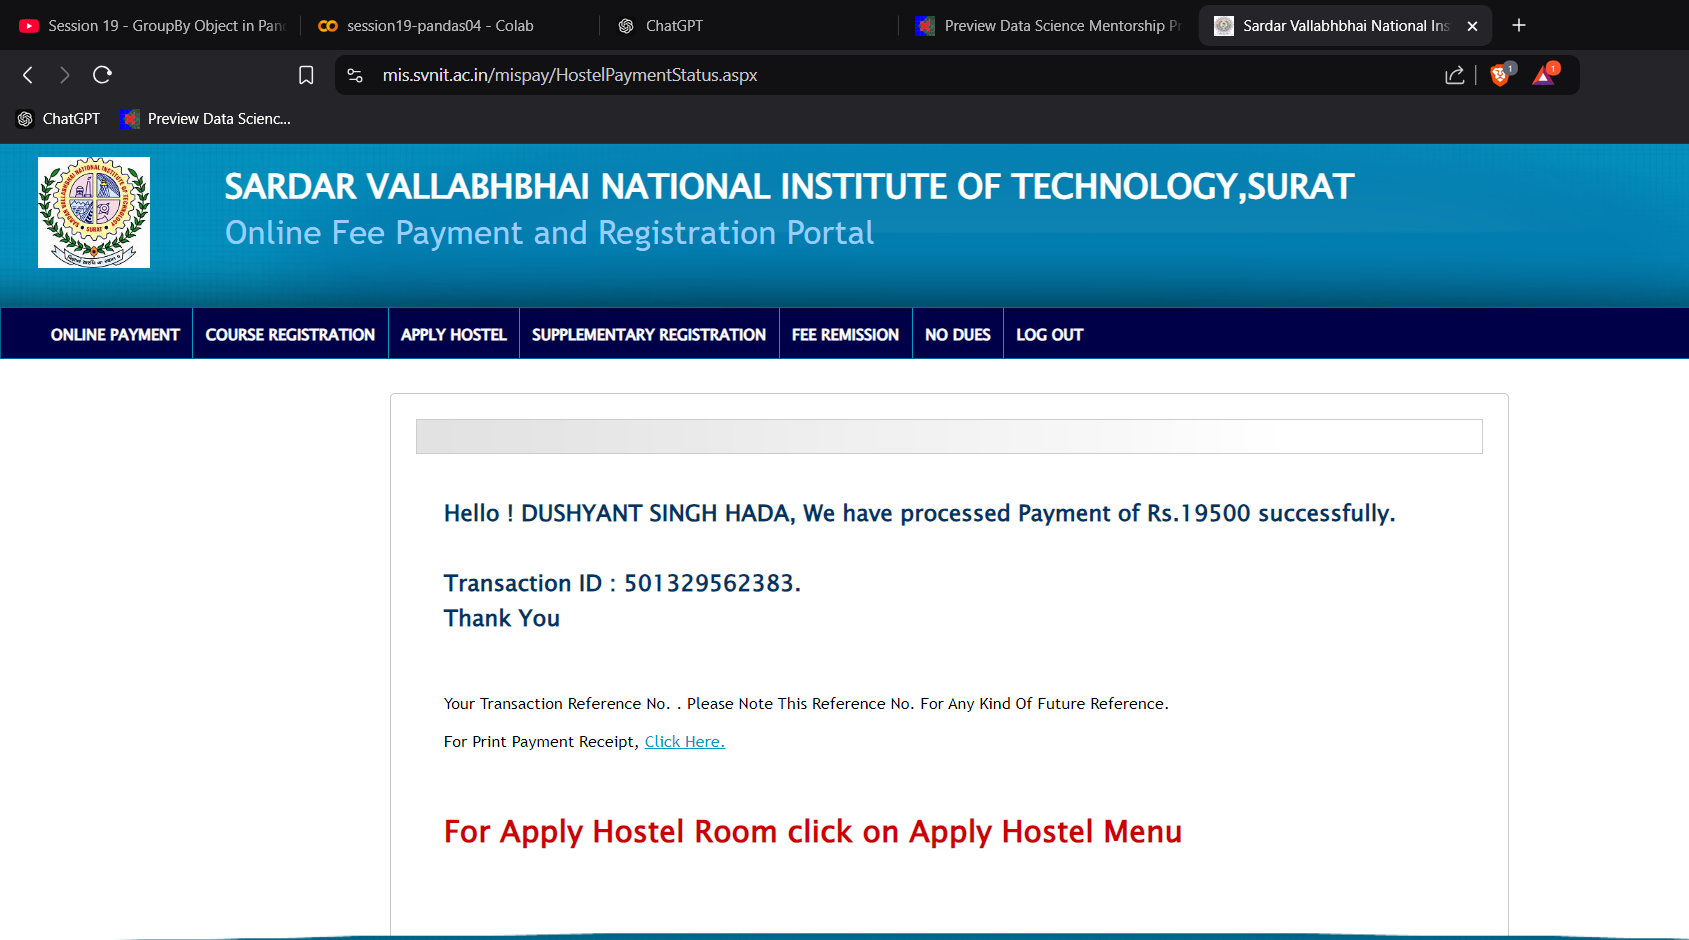 Session 19 - GroupBy Object in Pan
session19-pandas04 - Colab
ChatGPT
Preview Data Science Mentorship Pr
Sardar Vallabhbhai National Ins
mis.svnit.ac.in/mispay/HostelPaymentStatus.aspx
1
1
ChatGPT
Preview Data Scienc...
SARDAR VALLABHBHAI NATIONAL INSTITUTE OF TECHNOLOGY,SURAT
Online Fee Payment and Registration Portal
ONLINE PAYMENT
COURSE REGISTRATION
APPLY HOSTEL
SUPPLEMENTARY REGISTRATION
FEE REMISSION
NO DUES
LOG OUT
Hello ! DUSHYANT SINGH HADA, We have processed Payment of Rs.19500 successfully.
Transaction ID : 501329562383.
Thank You
Your Transaction Reference No. . Please Note This Reference No. For Any Kind Of Future Reference.
For Print Payment Receipt, Click Here.
For Apply Hostel Room click on Apply Hostel Menu